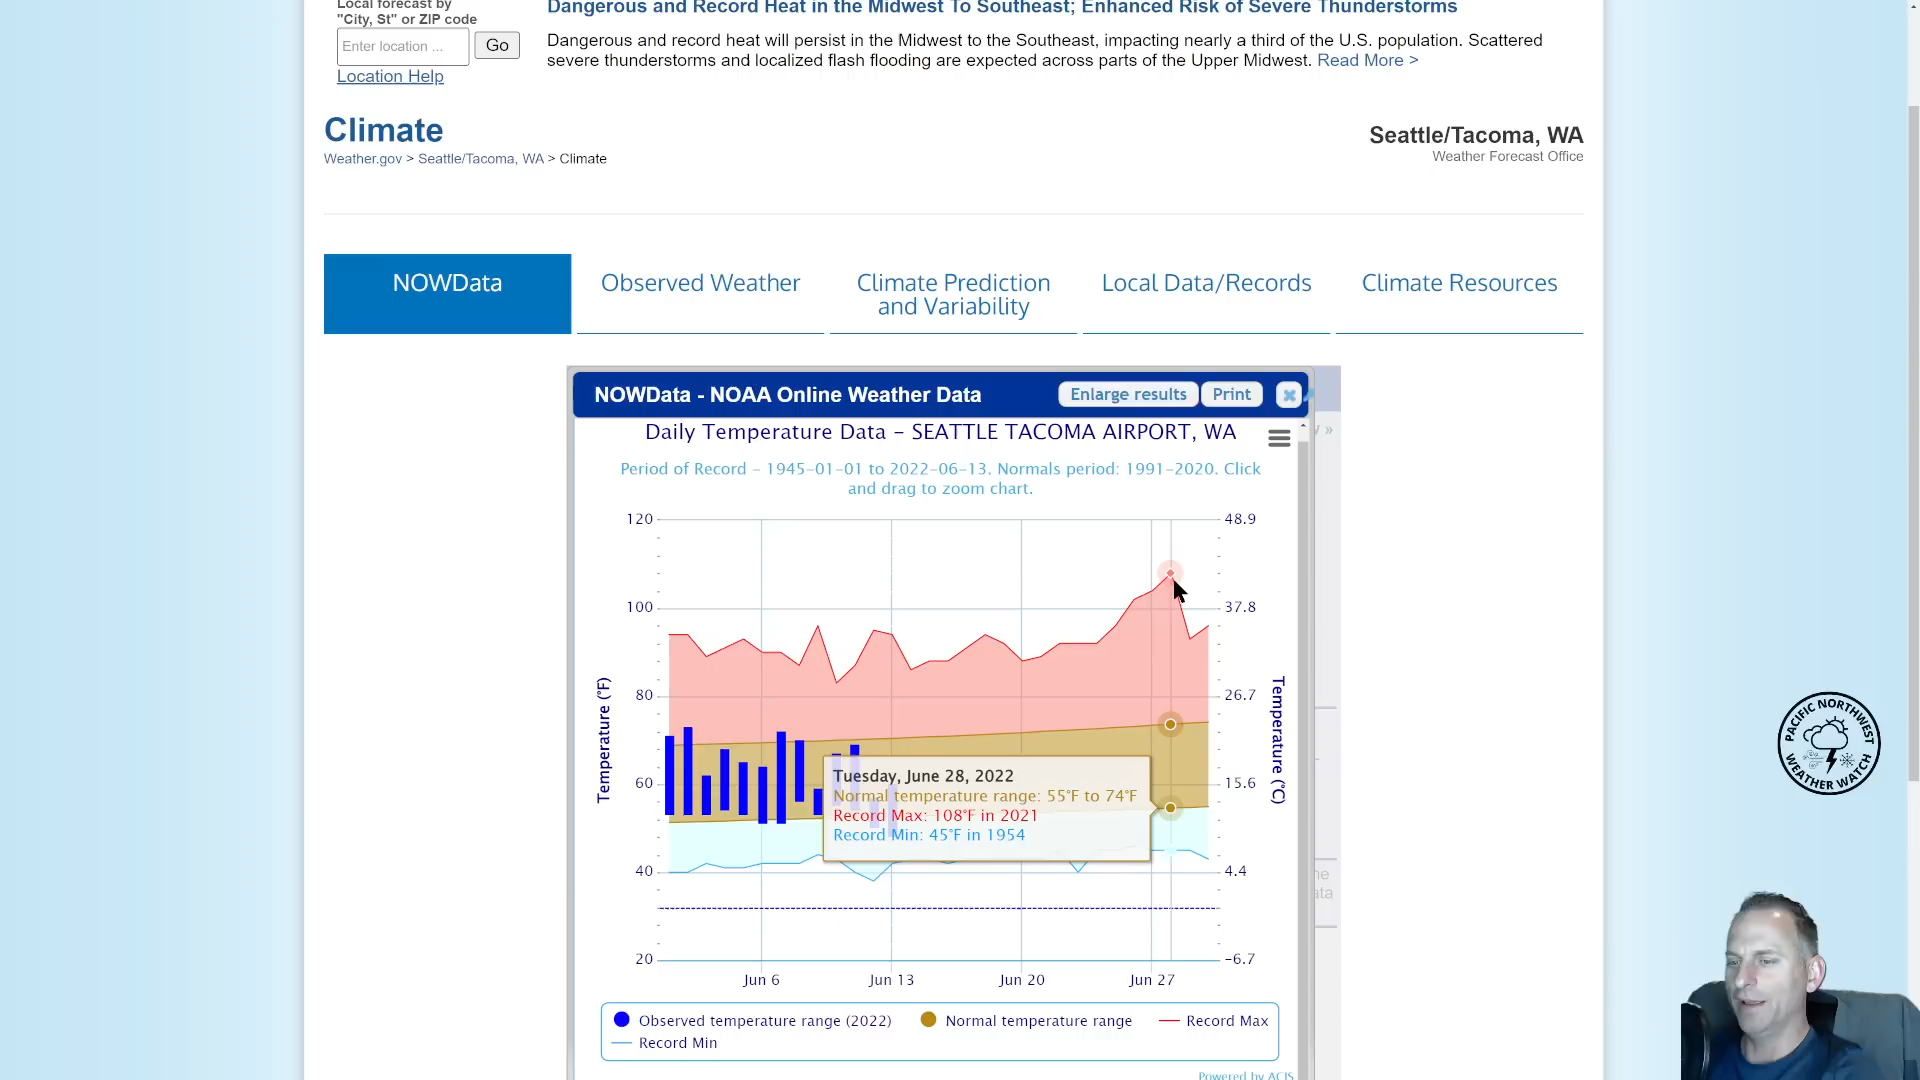 Local forecast by
"City, St" or ZIP code
Enter location ...
Go
Location Help
Dangerous and Record Heat in the Midwest To Southeast; Enhanced Risk of Severe Thunderstorms
Dangerous and record heat will persist in the Midwest to the Southeast, impacting nearly a third of the U.S. population. Scattered
severe thunderstorms and localized flash flooding are expected across parts of the Upper Midwest. Read More >
Climate
Weather.gov > Seattle/Tacoma, WA > Climate
Seattle/Tacoma, WA
Weather Forecast Office
NOWData
Observed Weather
Climate Prediction
and Variability
Local Data/Records
Climate Resources
NOWData - NOAA Online Weather Data
Enlarge results
Print
Daily Temperature Data – SEATTLE TACOMA AIRPORT, WA
Period of Record – 1945-01-01 to 2022-06-13. Normals period: 1991-2020. Click
and drag to zoom chart.
120
100
80
60
40
20
Temperature (°F)
48.9
37.8
26.7
15.6
4.4
-6.7
Temperature (°C)
Tuesday, June 28, 2022
Normal temperature range: 55°F to 74°F
Record Max: 108°F in 2021
Record Min: 45°F in 1954
Jun 6
Jun 13
Jun 20
Jun 27
Observed temperature range (2022)
Normal temperature range
Record Max
Record Min
Powered by ACIS
PACIFIC NORTHWEST
WEATHER WATCH